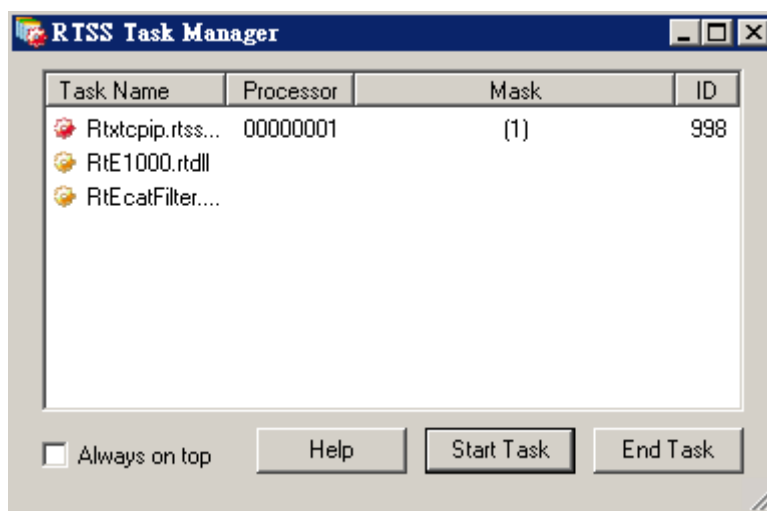 RTSS Task Manager
Task Name Processor Mask ID
Rtxtcpip.rtss... 00000001 (1) 998
RtE1000.rtdll
RtEcatFilter....
Always on top Help Start Task End Task